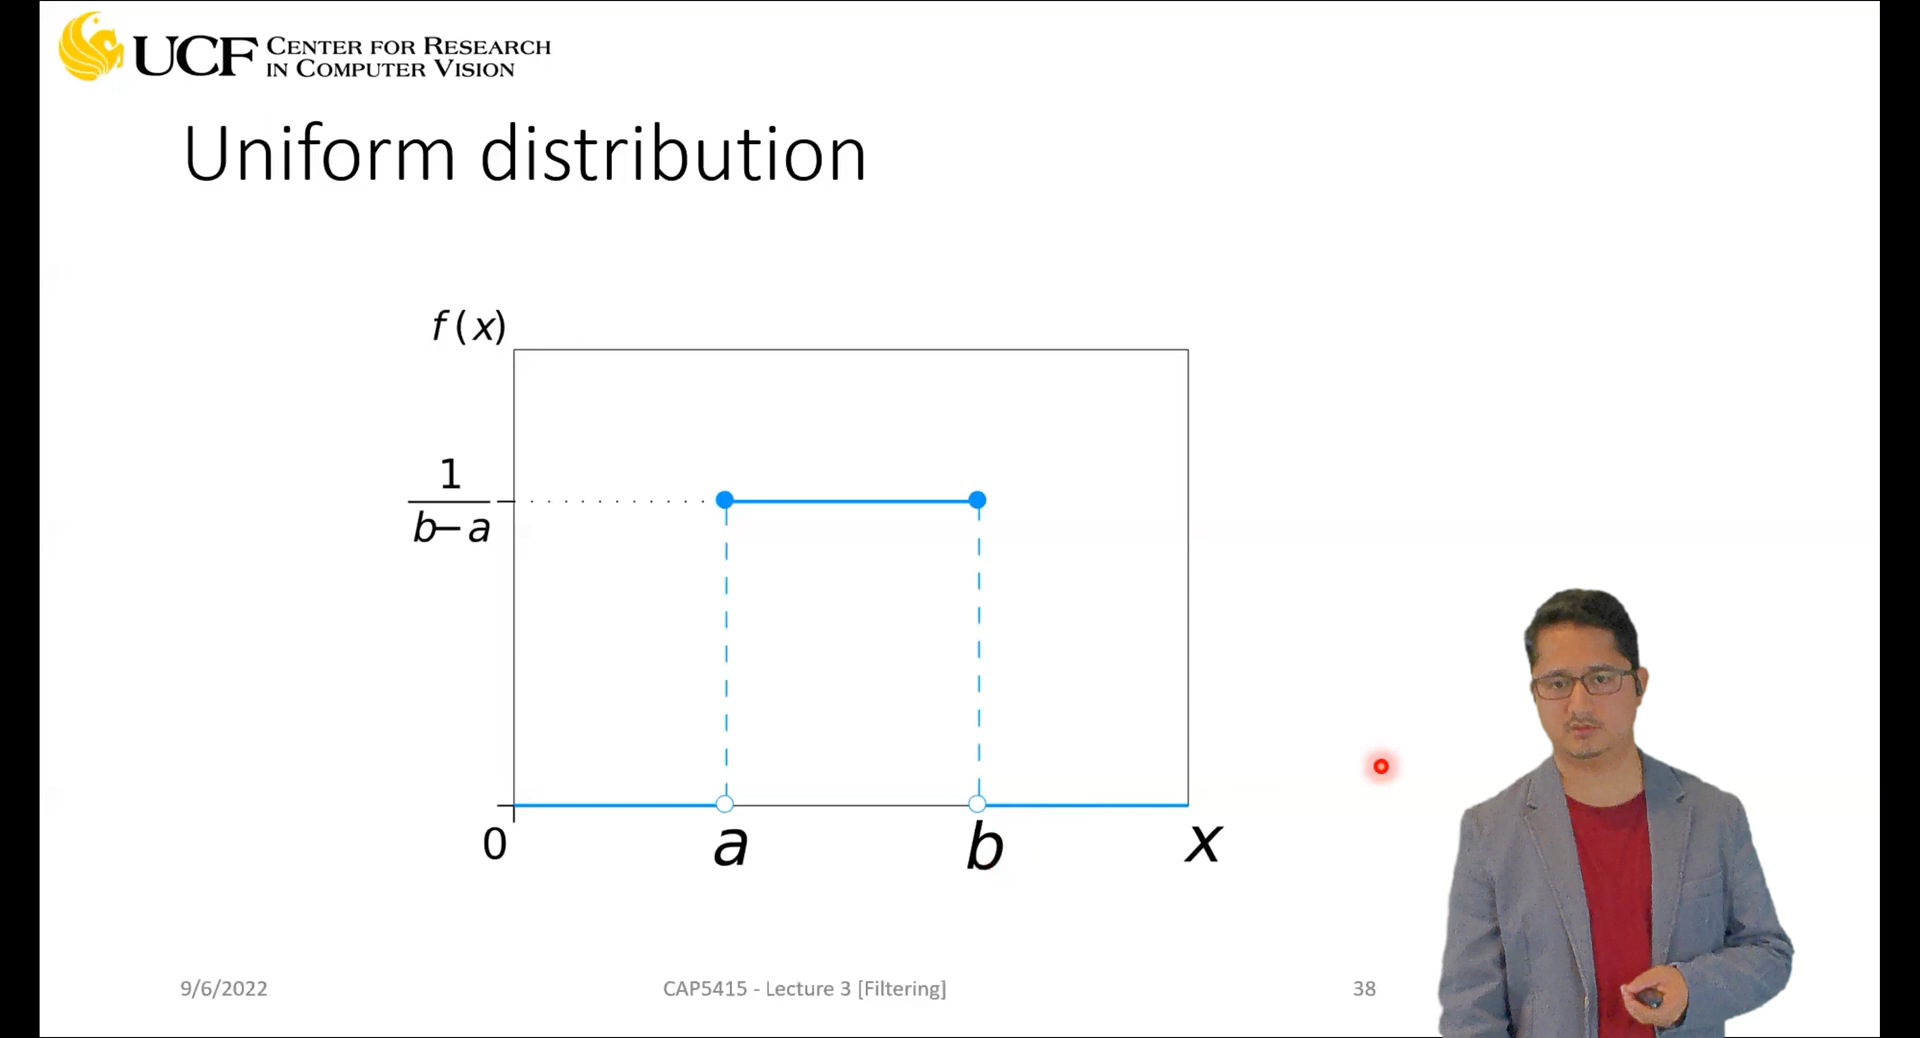 UCF CENTER FOR RESEARCH
IN COMPUTER VISION
Uniform distribution
f(x)
1
b−a
0
a
b
x
9/6/2022
CAP5415 - Lecture 3 [Filtering]
38